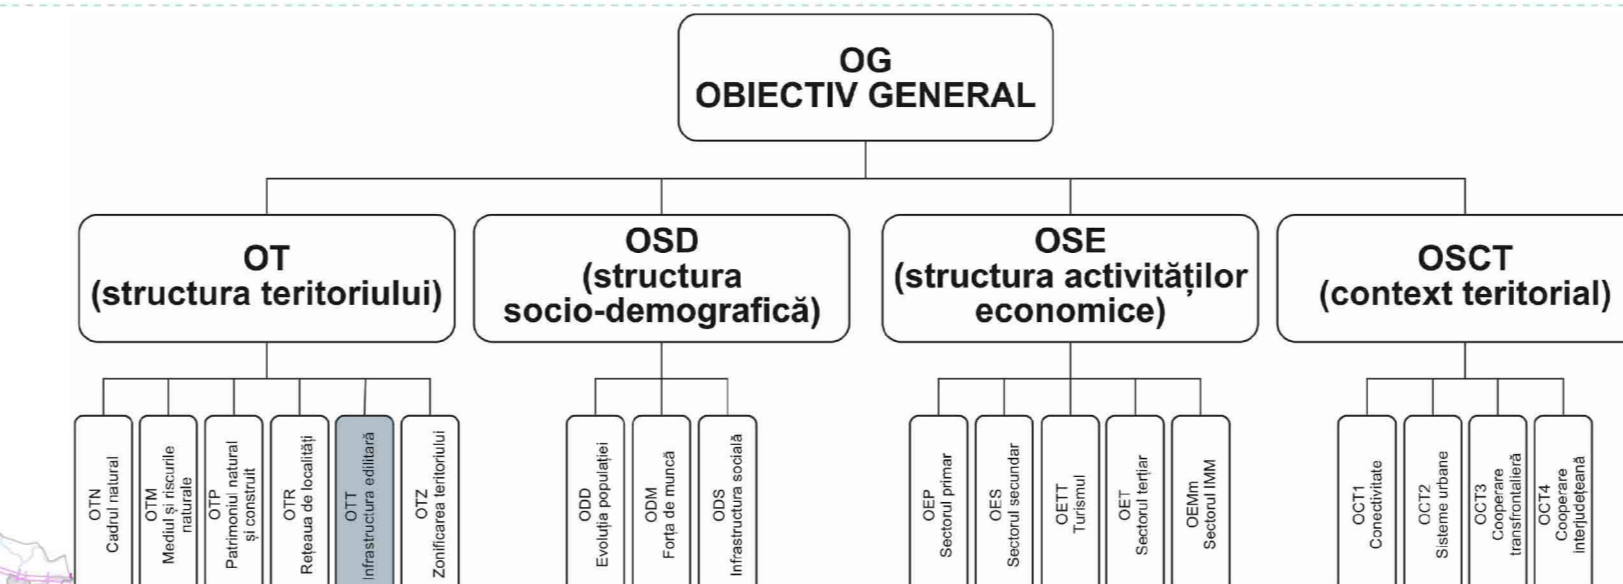 OG
OBIECTIV GENERAL
OT
(structura teritoriului)
OSD
(structura
socio-demografică)
OSE
(structura activităților
economice)
OSCT
(context teritorial)
OTN
Cadrul natural
OTM
Mediul și riscurile
naturale
OTP
Patrimoniul natural
și construit
OTR
Rețeaua de localități
OTT
Infrastructura edilitară
OTZ
Zonificarea teritoriului
ODD
Evoluția populației
ODM
Forța de muncă
ODS
Infrastructura socială
OEP
Sectorul primar
OES
Sectorul secundar
OETT
Turismul
OET
Sectorul terțiar
OEMm
Sectorul IMM
OCT1
Conectivitate
OCT2
Sisteme urbane
OCT3
Cooperare
transfrontalieră
OCT4
Cooperare
interjudețeană